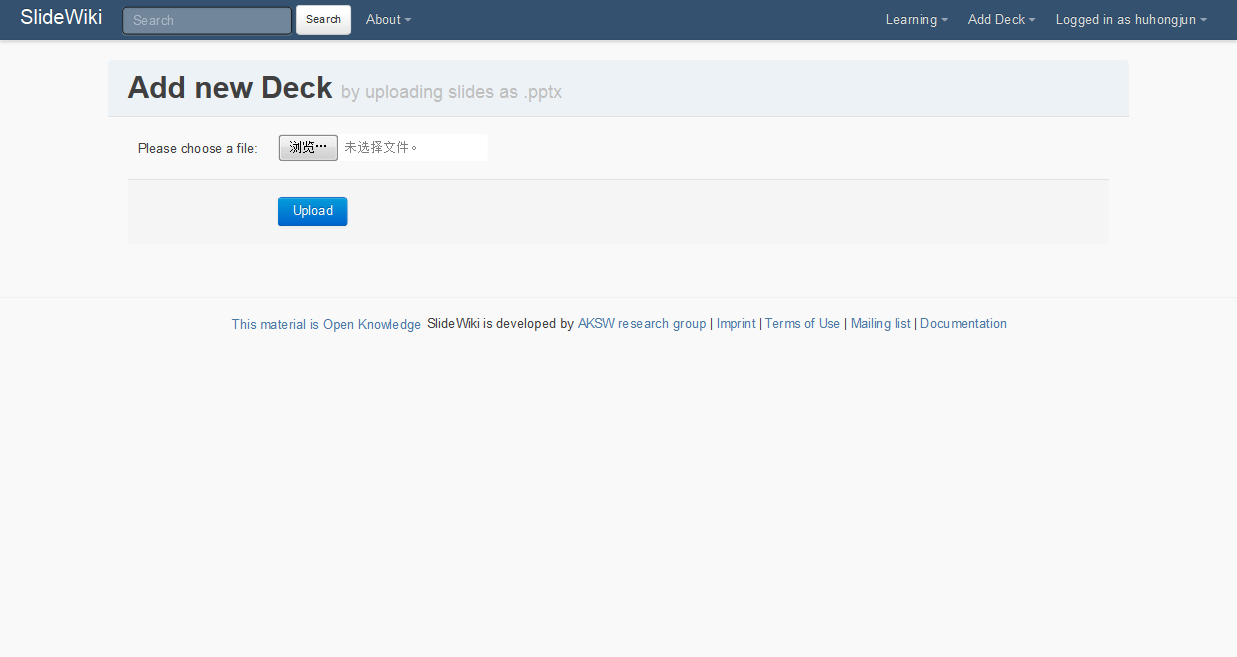 SlideWiki Search Search About Learning Add Deck Logged in as huhongjun
Add new Deck by uploading slides as .pptx
Please choose a file: 浏览… 未选择文件。
Upload
This material is Open Knowledge SlideWiki is developed by AKSW research group | Imprint | Terms of Use | Mailing list | Documentation